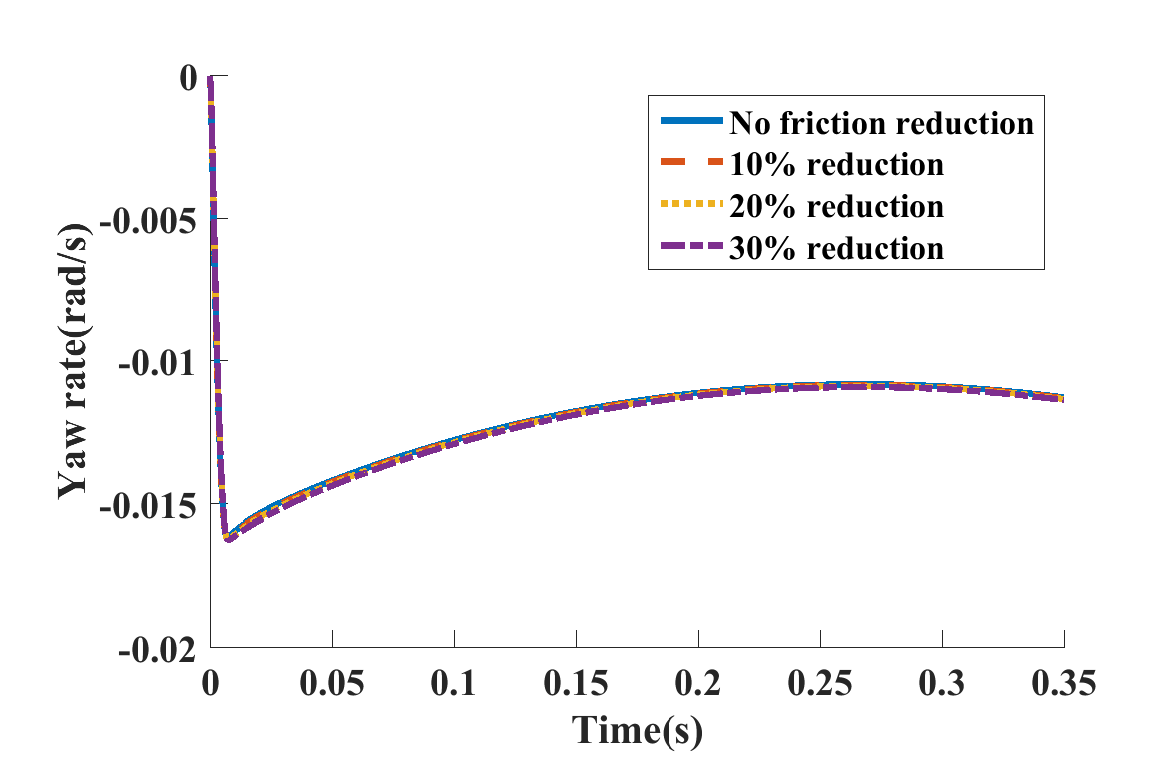 0
-0.005
-0.01
-0.015
-0.02
Yaw rate(rad/s)
No friction reduction
10% reduction
20% reduction
30% reduction
0 0.05 0.1 0.15 0.2 0.25 0.3 0.35
Time(s)